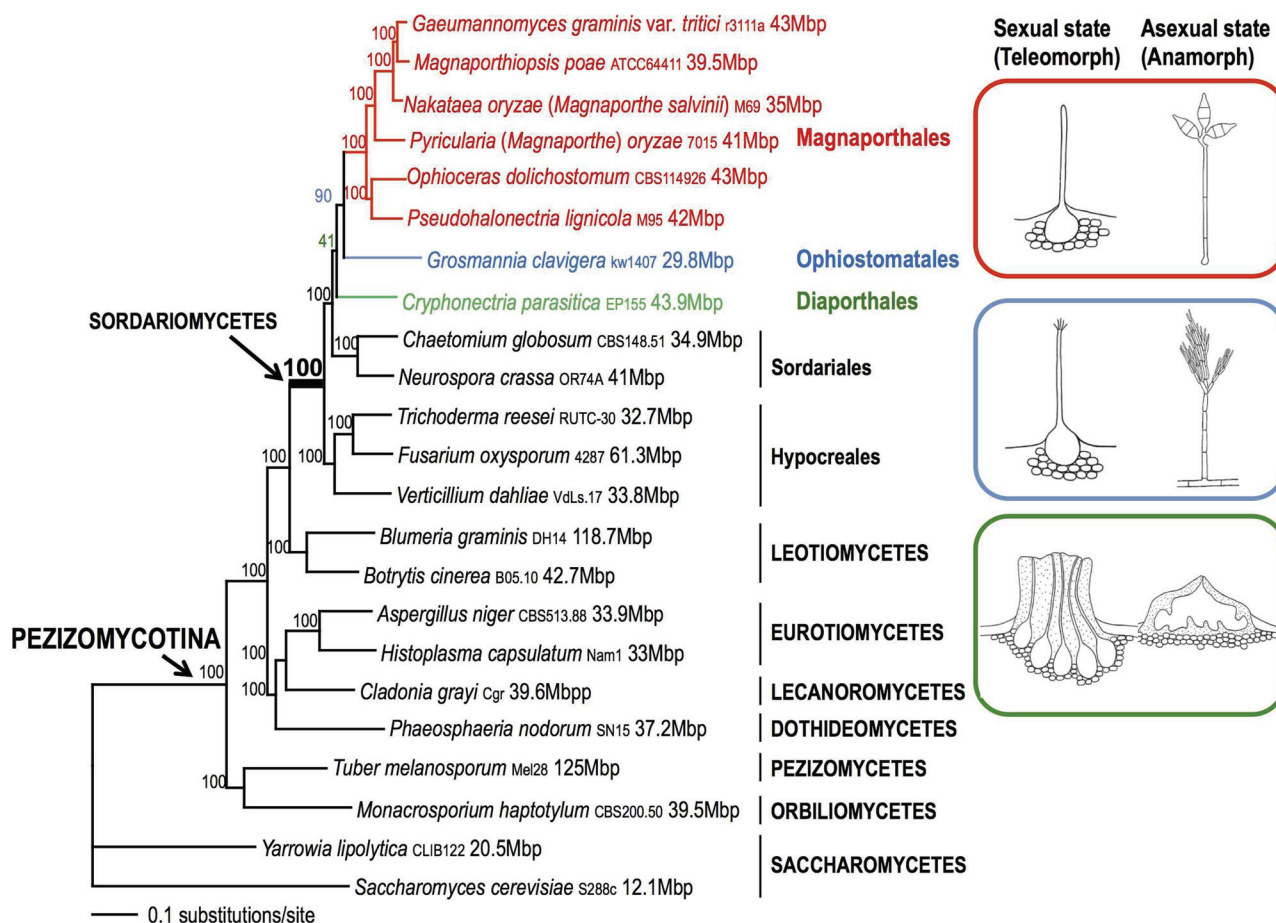 Gaeumannomyces graminis var. tritici r3111a 43Mbp
Magnaporthiopsis poae ATCC64411 39.5Mbp
Nakataea oryzae (Magnaporthe salvinii) M69 35Mbp
Pyricularia (Magnaporthe) oryzae 7015 41Mbp
Magnaporthales
Ophioceras dolichostomum CBS114926 43Mbp
Pseudohalonectria lignicola M95 42Mbp
Grosmannia clavigera kw1407 29.8Mbp
Ophiostomatales
Cryphonectria parasitica EP155 43.9Mbp
Diaporthales
Chaetomium globosum CBS148.51 34.9Mbp
Neurospora crassa OR74A 41Mbp
Sordariales
Trichoderma reesei RUTC-30 32.7Mbp
Fusarium oxysporum 4287 61.3Mbp
Verticillium dahliae VdLs.17 33.8Mbp
Hypocreales
Blumeria graminis DH14 118.7Mbp
Botrytis cinerea B05.10 42.7Mbp
LEOTIOMYCETES
Aspergillus niger CBS513.88 33.9Mbp
Histoplasma capsulatum Nam1 33Mbp
EUROTIOMYCETES
Cladonia grayi Cgr 39.6Mbpp
LECANOROMYCETES
Phaeosphaeria nodorum SN15 37.2Mbp
DOTHIDEOMYCETES
Tuber melanosporum Mel28 125Mbp
PEZIZOMYCETES
Monacrosporium haptotylum CBS200.50 39.5Mbp
ORBILIOMYCETES
Yarrowia lipolytica CLIB122 20.5Mbp
Saccharomyces cerevisiae S288c 12.1Mbp
SACCHAROMYCETES
0.1 substitutions/site
SORDARIOMYCETES
PEZIZOMYCOTINA
100
100
100
100
100
90
41
100
100
100
100
100
100
100
100
100
100
100
100
100
Sexual state
(Teleomorph)
Asexual state
(Anamorph)